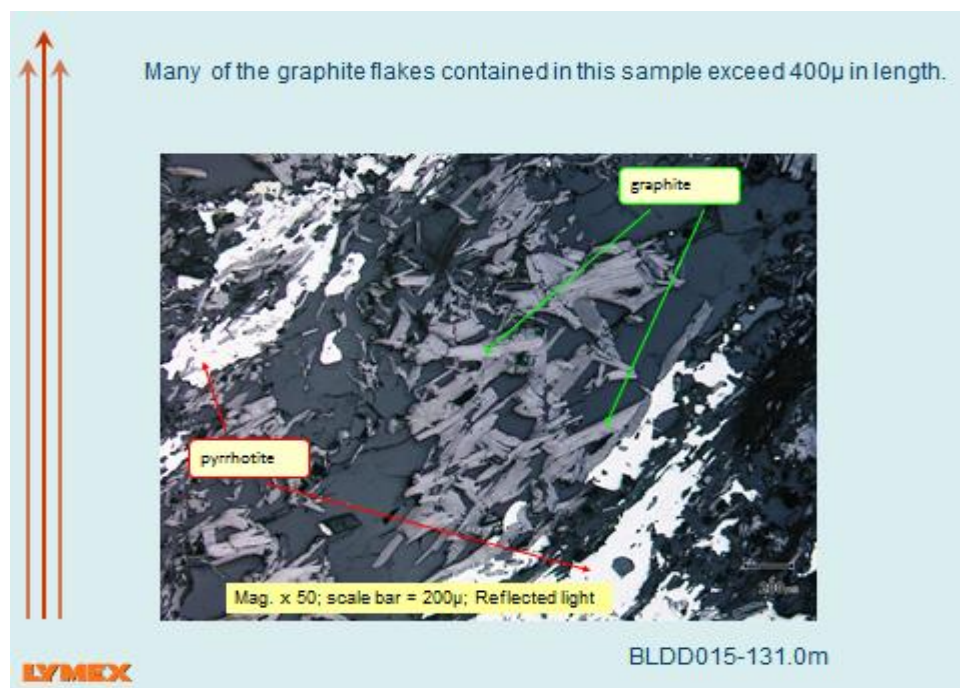 Many of the graphite flakes contained in this sample exceed 400µ in length.
graphite
pyrrhotite
Mag. x 50; scale bar = 200µ; Reflected light
BLDD015-131.0m
LYMEX